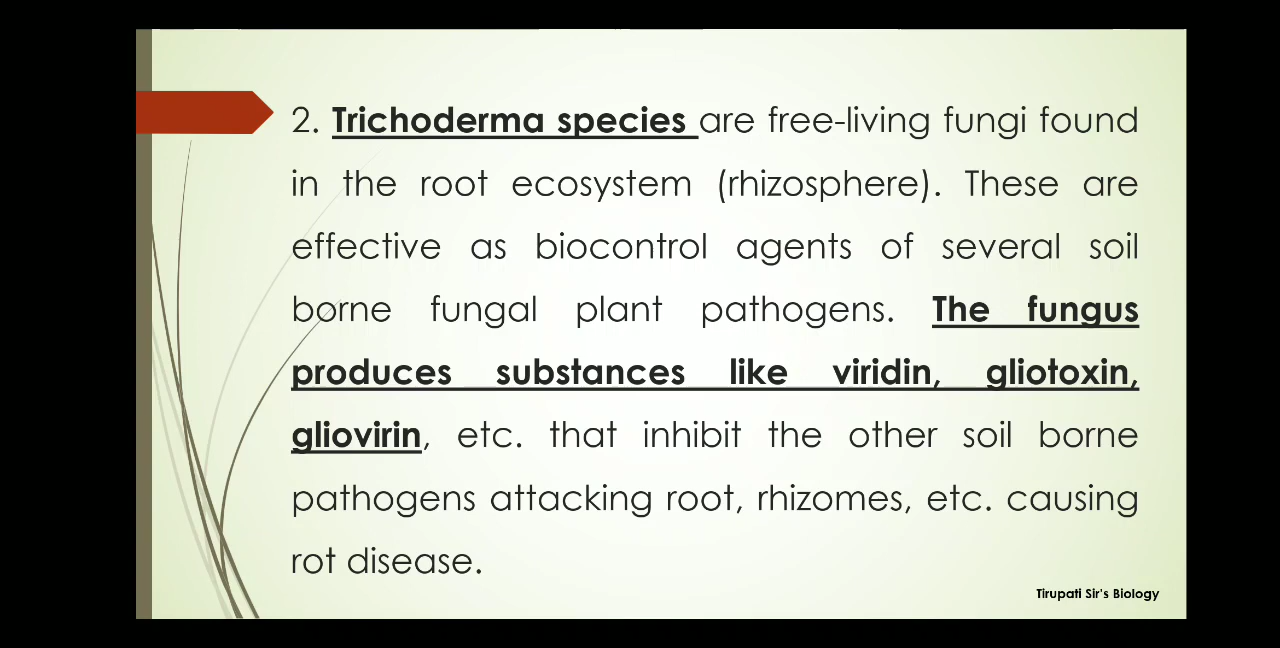 2. Trichoderma species are free-living fungi found
in the root ecosystem (rhizosphere). These are
effective as biocontrol agents of several soil
borne fungal plant pathogens. The fungus
produces substances like viridin, gliotoxin,
gliovirin, etc. that inhibit the other soil borne
pathogens attacking root, rhizomes, etc. causing
rot disease.
Tirupati Sir's Biology